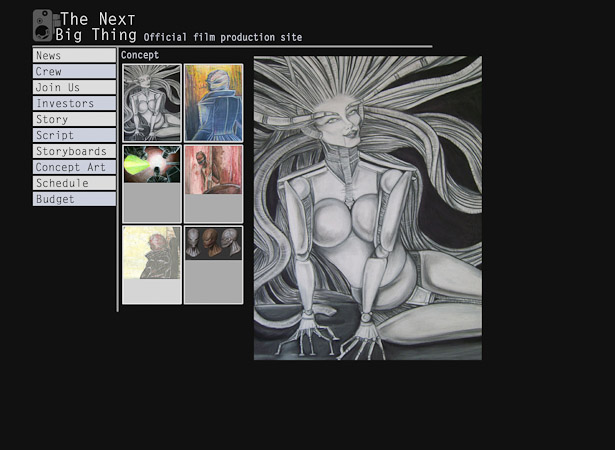 The Next
Big Thing Official film production site
News
Concept
Crew
Join Us
Investors
Story
Script
Storyboards
Concept Art
Schedule
Budget